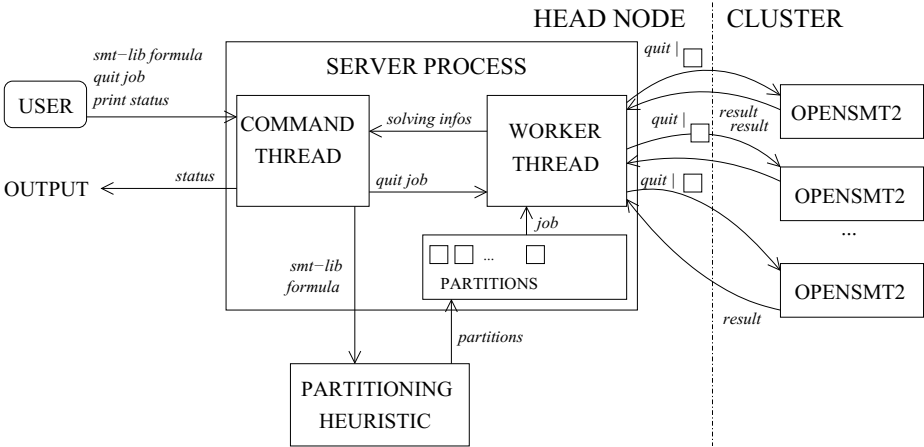 HEAD NODE
CLUSTER
smt−lib formula
quit job
print status
USER
SERVER PROCESS
quit |
COMMAND
THREAD
solving infos
WORKER
THREAD
quit |
result
result
OPENSMT2
OUTPUT
status
quit job
quit |
OPENSMT2
...
job
smt−lib
formula
...
PARTITIONS
OPENSMT2
result
partitions
PARTITIONING
HEURISTIC